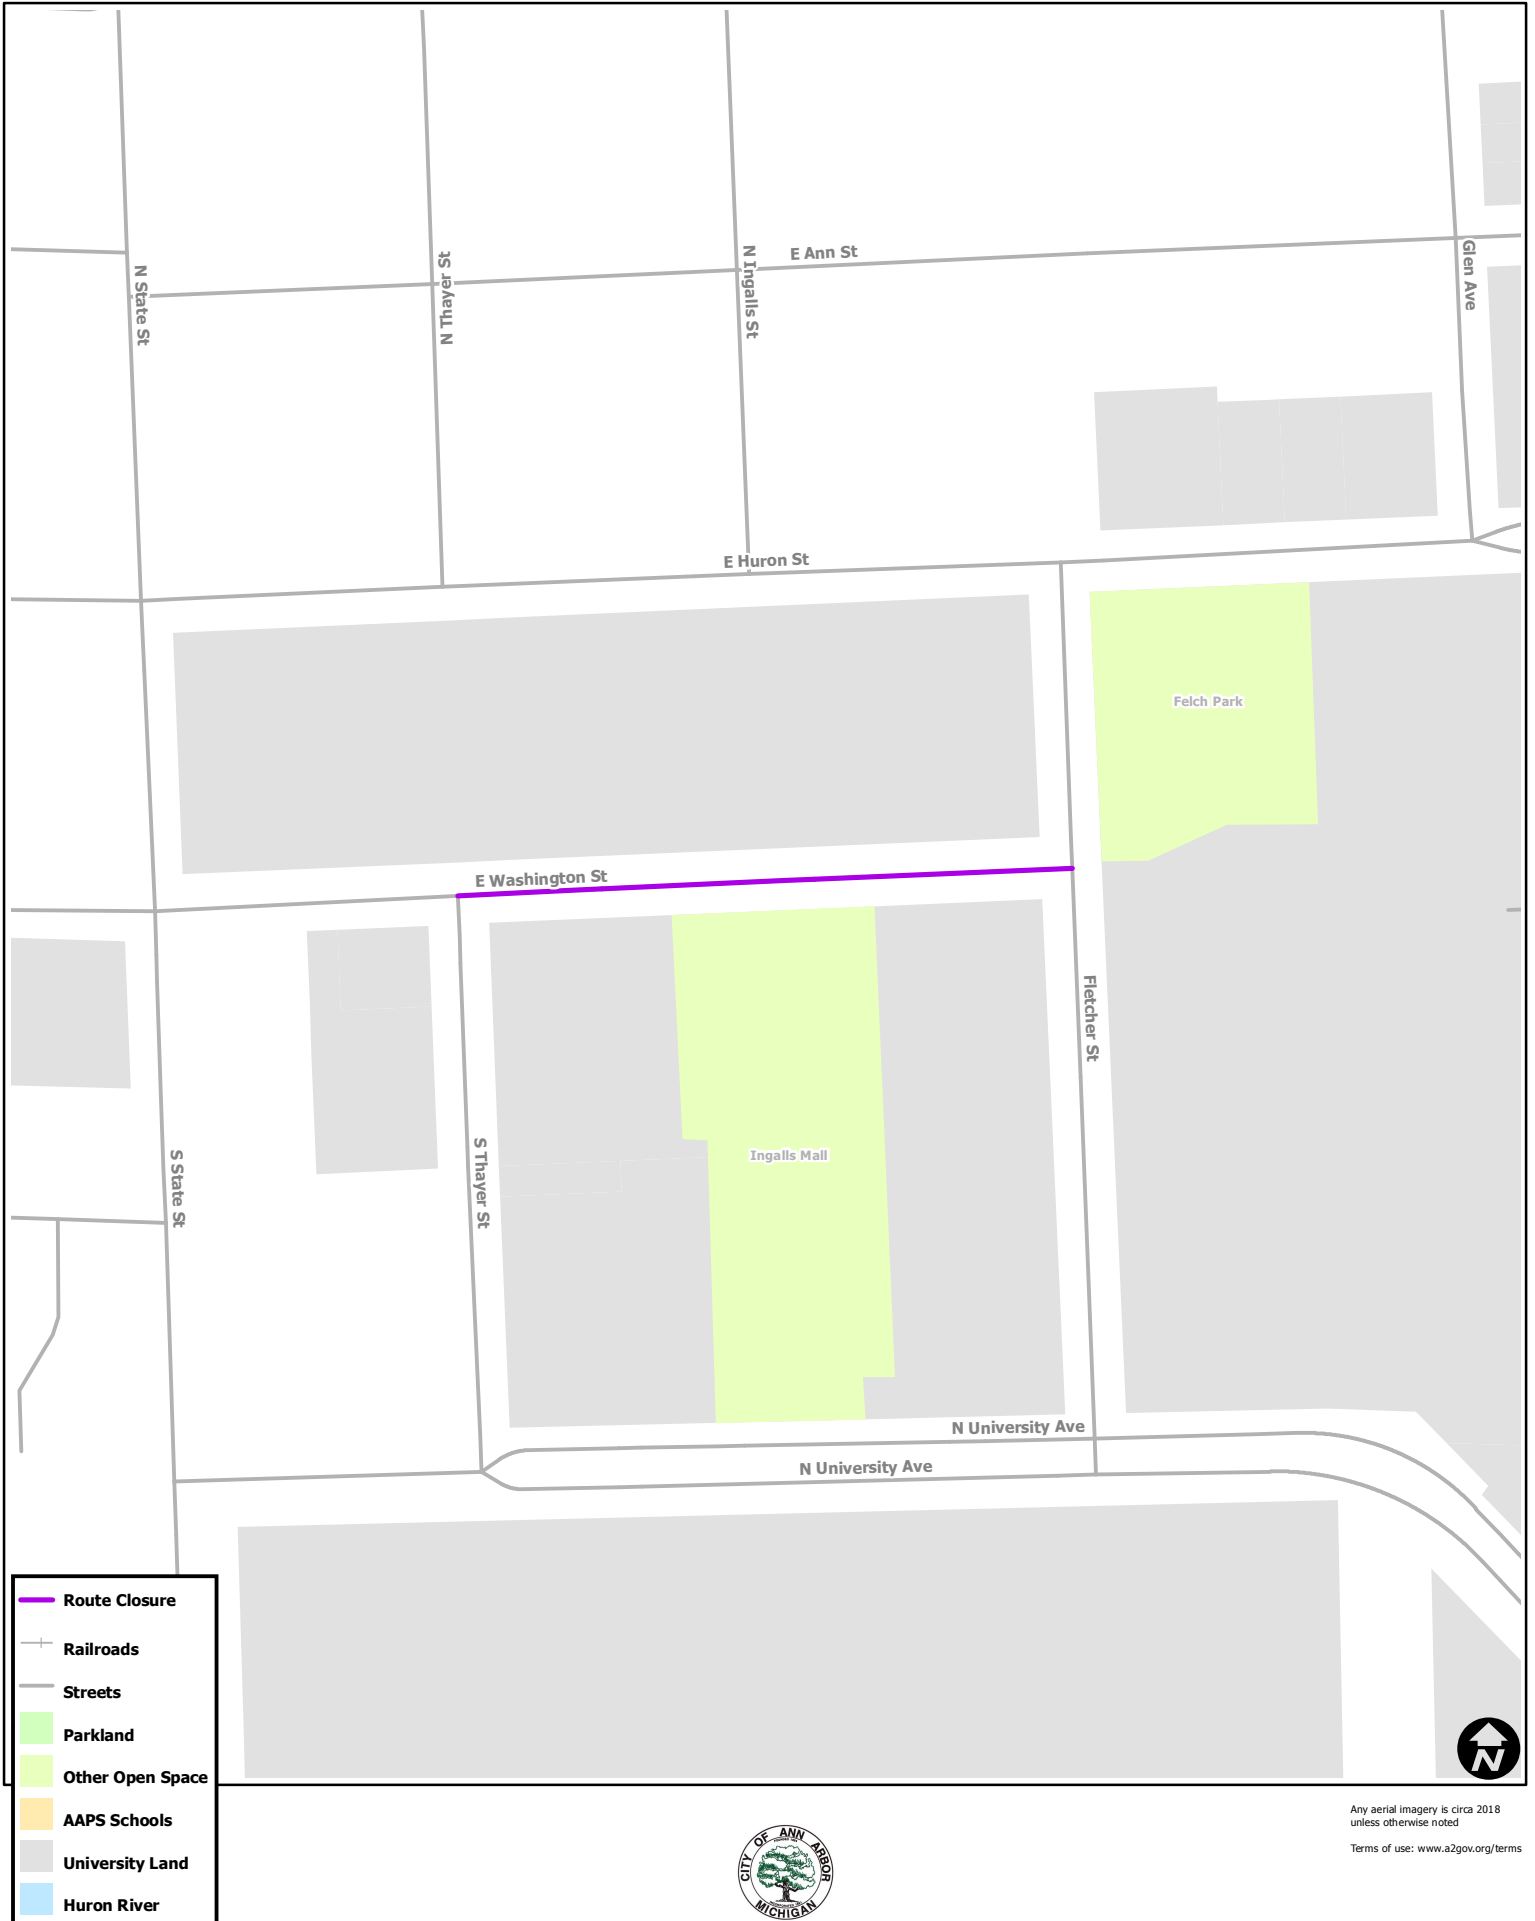 N State St
N Thayer St
N Ingalls St
E Ann St
Glen Ave
E Huron St
Felch Park
E Washington St
Fletcher St
S State St
S Thayer St
Ingalls Mall
N University Ave
N University Ave
Route Closure
Railroads
Streets
Parkland
Other Open Space
AAPS Schools
University Land
Huron River
N
Any aerial imagery is circa 2018
unless otherwise noted
Terms of use: www.a2gov.org/terms
CITY OF ANN ARBOR
MICHIGAN